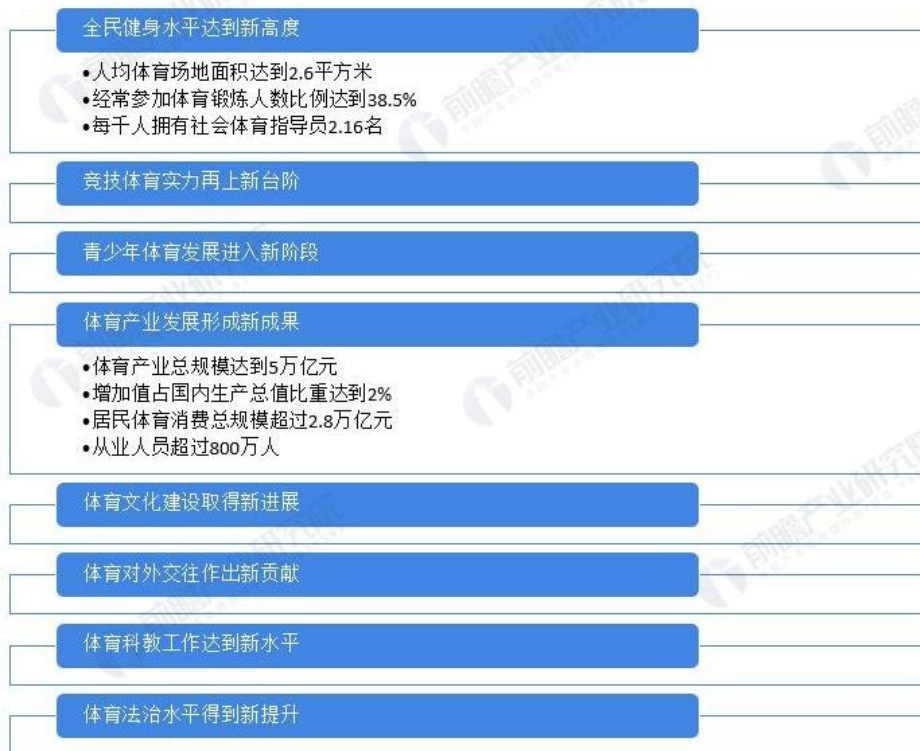 全民健身水平达到新高度
•人均体育场地面积达到2.6平方米
•经常参加体育锻炼人数比例达到38.5%
•每千人拥有社会体育指导员2.16名
竞技体育实力再上新台阶
青少年体育发展进入新阶段
体育产业发展形成新成果
•体育产业总规模达到5万亿元
•增加值占国内生产总值比重达到2%
•居民体育消费总规模超过2.8万亿元
•从业人员超过800万人
体育文化建设取得新进展
体育对外交往作出新贡献
体育科教工作达到新水平
体育法治水平得到新提升
前瞻产业研究院